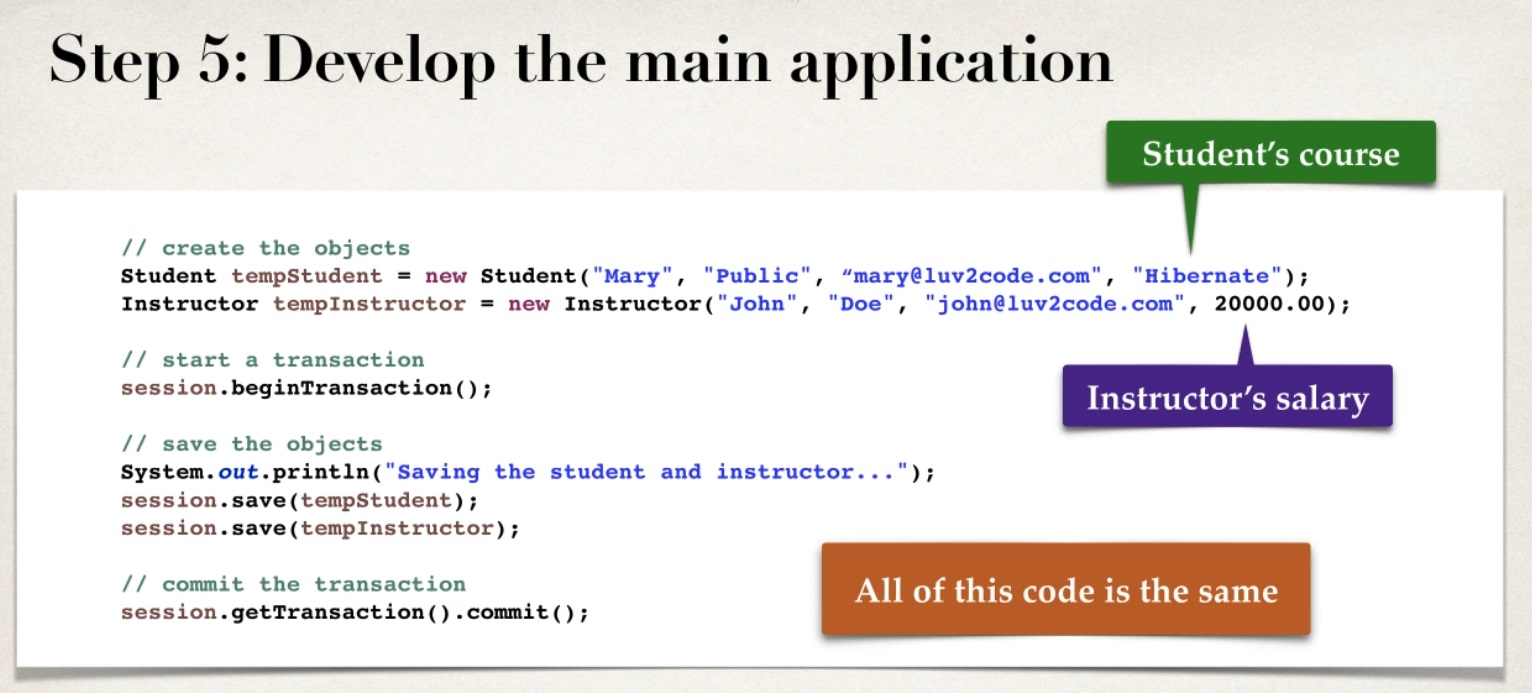 Step 5: Develop the main application
Student’s course
// create the objects
Student tempStudent = new Student("Mary", "Public", “mary@luv2code.com", "Hibernate");
Instructor tempInstructor = new Instructor("John", "Doe", "john@luv2code.com", 20000.00);
// start a transaction
session.beginTransaction();
Instructor’s salary
// save the objects
System.out.println("Saving the student and instructor...");
session.save(tempStudent);
session.save(tempInstructor);
// commit the transaction
session.getTransaction().commit();
All of this code is the same